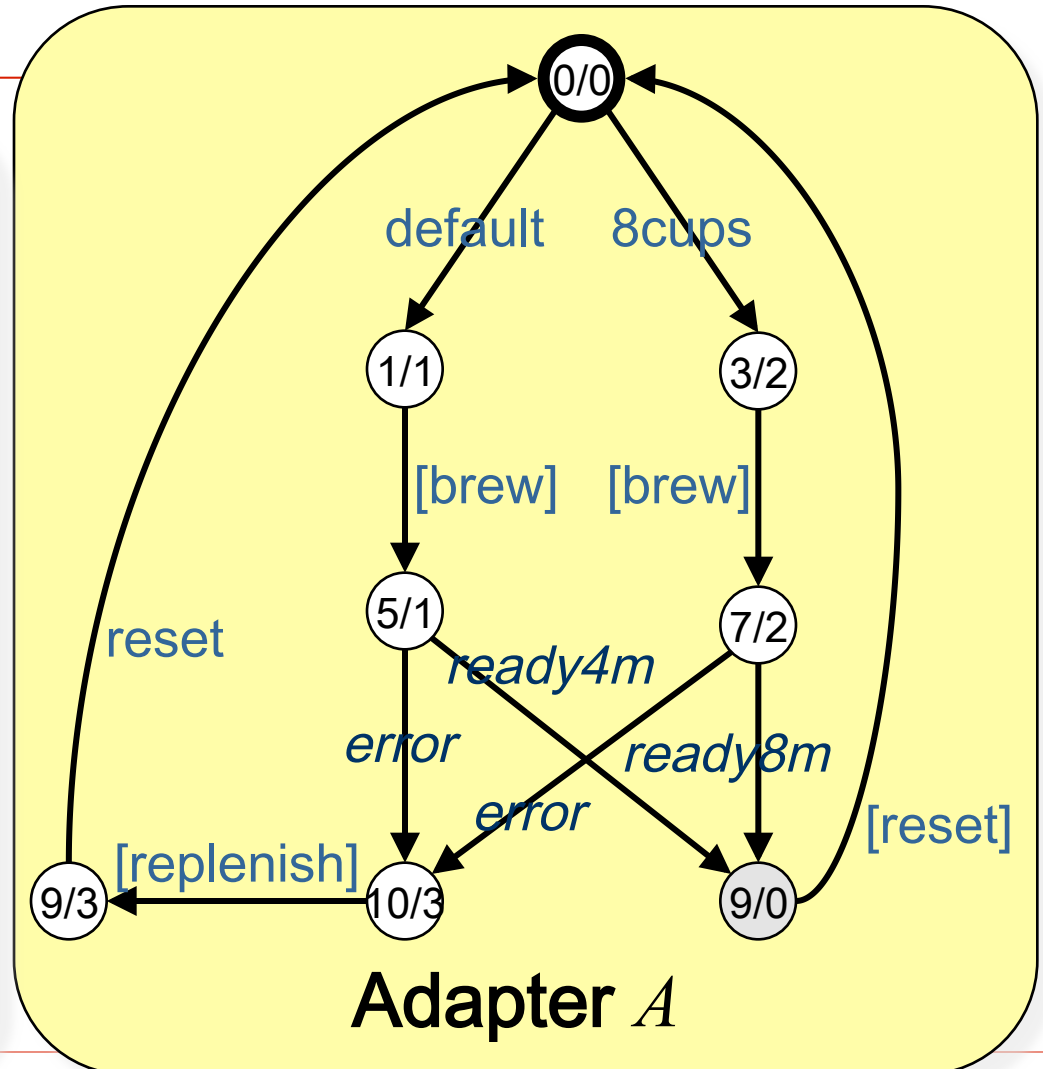 0/0
default
8cups
1/1
3/2
[brew]
[brew]
5/1
7/2
reset
ready4m
error
ready8m
error
[reset]
[replenish]
9/3
10/3
9/0
Adapter A